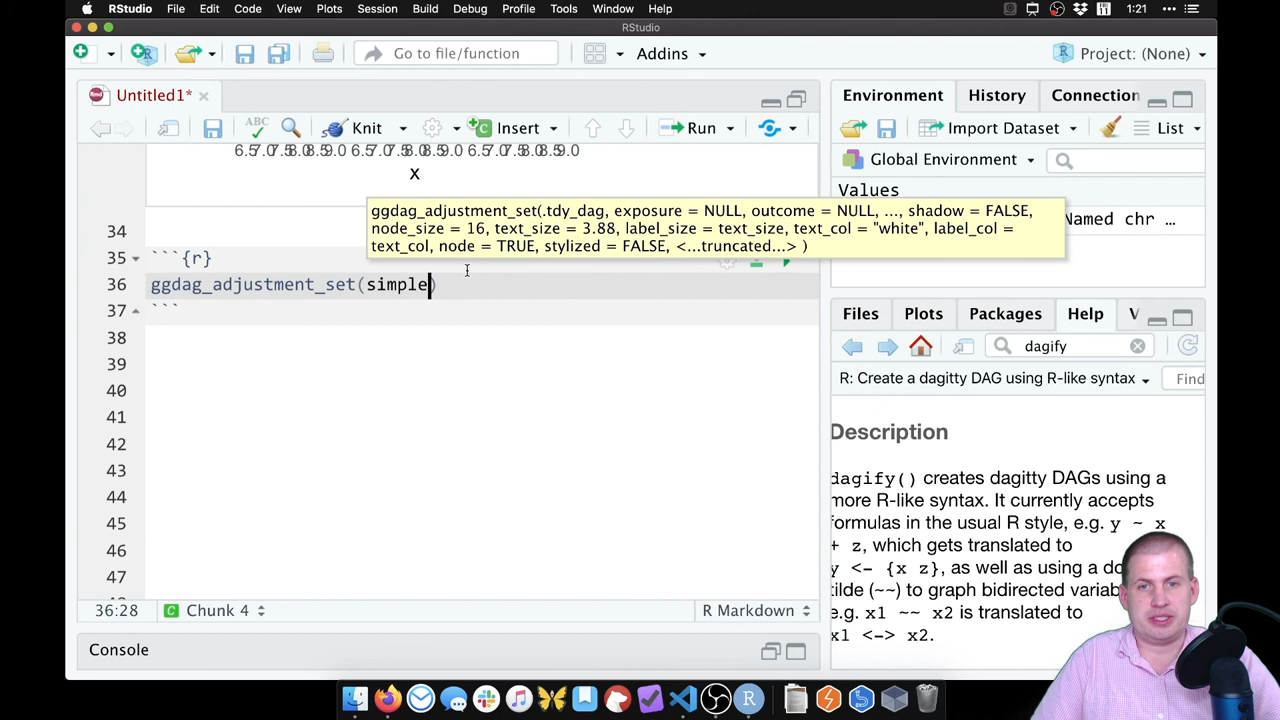 RStudio File Edit Code View Plots Session Build Debug Profile Tools Window Help 1:21
RStudio
Go to file/function Addins Project: (None)
Untitled1*
ABC Knit Insert Run
x
34
35 ```{r}
36 ggdag_adjustment_set(simple)
37 ```
38
39
40
41
42
43
44
45
46
47
ggdag_adjustment_set(.tdy_dag, exposure = NULL, outcome = NULL, ..., shadow = FALSE,
node_size = 16, text_size = 3.88, label_size = text_size, text_col = "white", label_col =
text_col, node = TRUE, stylized = FALSE, <...truncated...> )
36:28 Chunk 4 R Markdown
Console
Environment History Connection
Import Dataset List
Global Environment
Values
Named chr …
Files Plots Packages Help
dagify
R: Create a dagitty DAG using R-like syntax Find
Description
dagify() creates dagitty DAGs using a
more R-like syntax. It currently accepts
formulas in the usual R style, e.g. y ~ x
+ z, which gets translated to
y <- {x z}, as well as using a do
tilde (~~) to graph bidirected variab
e.g. x1 ~~ x2 is translated to
x1 <-> x2.